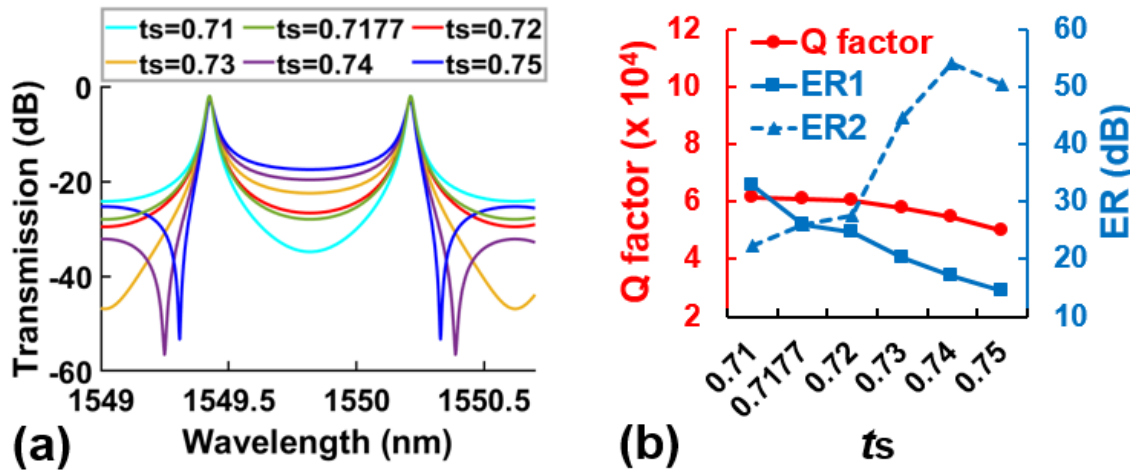 ts=0.71 ts=0.7177 ts=0.72
ts=0.73 ts=0.74 ts=0.75
Transmission (dB)
0
-20
-40
-60
1549 1549.5 1550 1550.5
Wavelength (nm)
(a)
Q factor
ER1
ER2
Q factor (x 10⁴)
12
10
8
6
4
2
60
50
40
30
20
10
ER (dB)
0.71 0.7177 0.72 0.73 0.74 0.75
ts
(b)